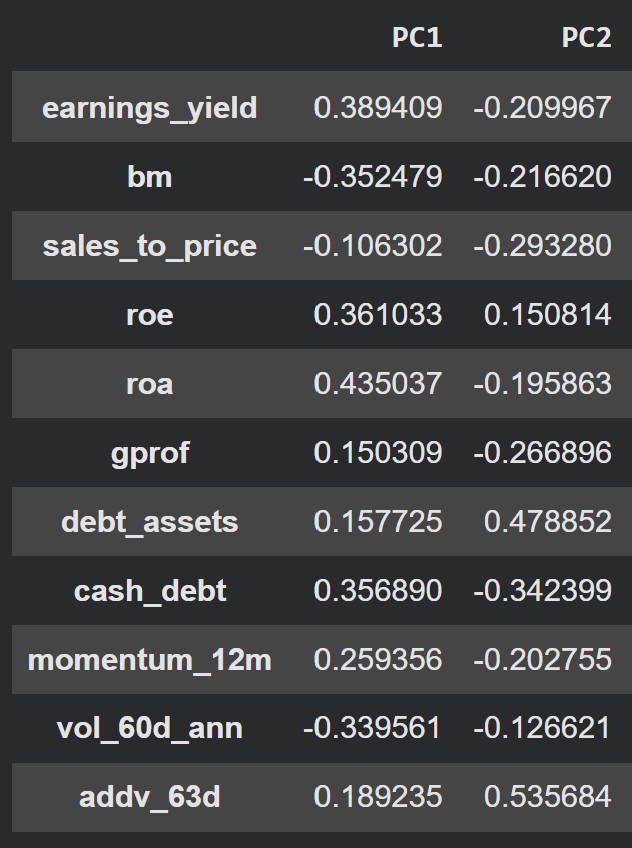 PC1 PC2
earnings_yield 0.389409 -0.209967
bm -0.352479 -0.216620
sales_to_price -0.106302 -0.293280
roe 0.361033 0.150814
roa 0.435037 -0.195863
gprof 0.150309 -0.266896
debt_assets 0.157725 0.478852
cash_debt 0.356890 -0.342399
momentum_12m 0.259356 -0.202755
vol_60d_ann -0.339561 -0.126621
addv_63d 0.189235 0.535684